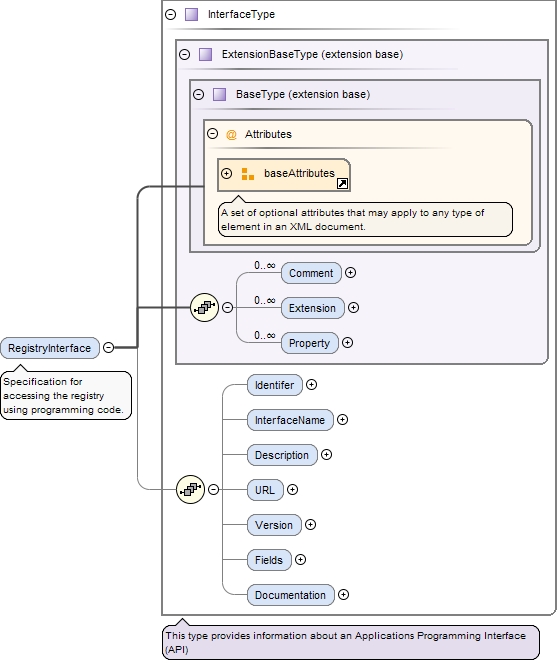 InterfaceType
ExtensionBaseType (extension base)
BaseType (extension base)
@ Attributes
baseAttributes
A set of optional attributes that may apply to any type of
element in an XML document.
0..∞
Comment
0..∞
Extension
0..∞
Property
RegistryInterface
Specification for
accessing the registry
using programming code.
Identifer
InterfaceName
Description
URL
Version
Fields
Documentation
This type provides information about an Applications Programming Interface
(API)